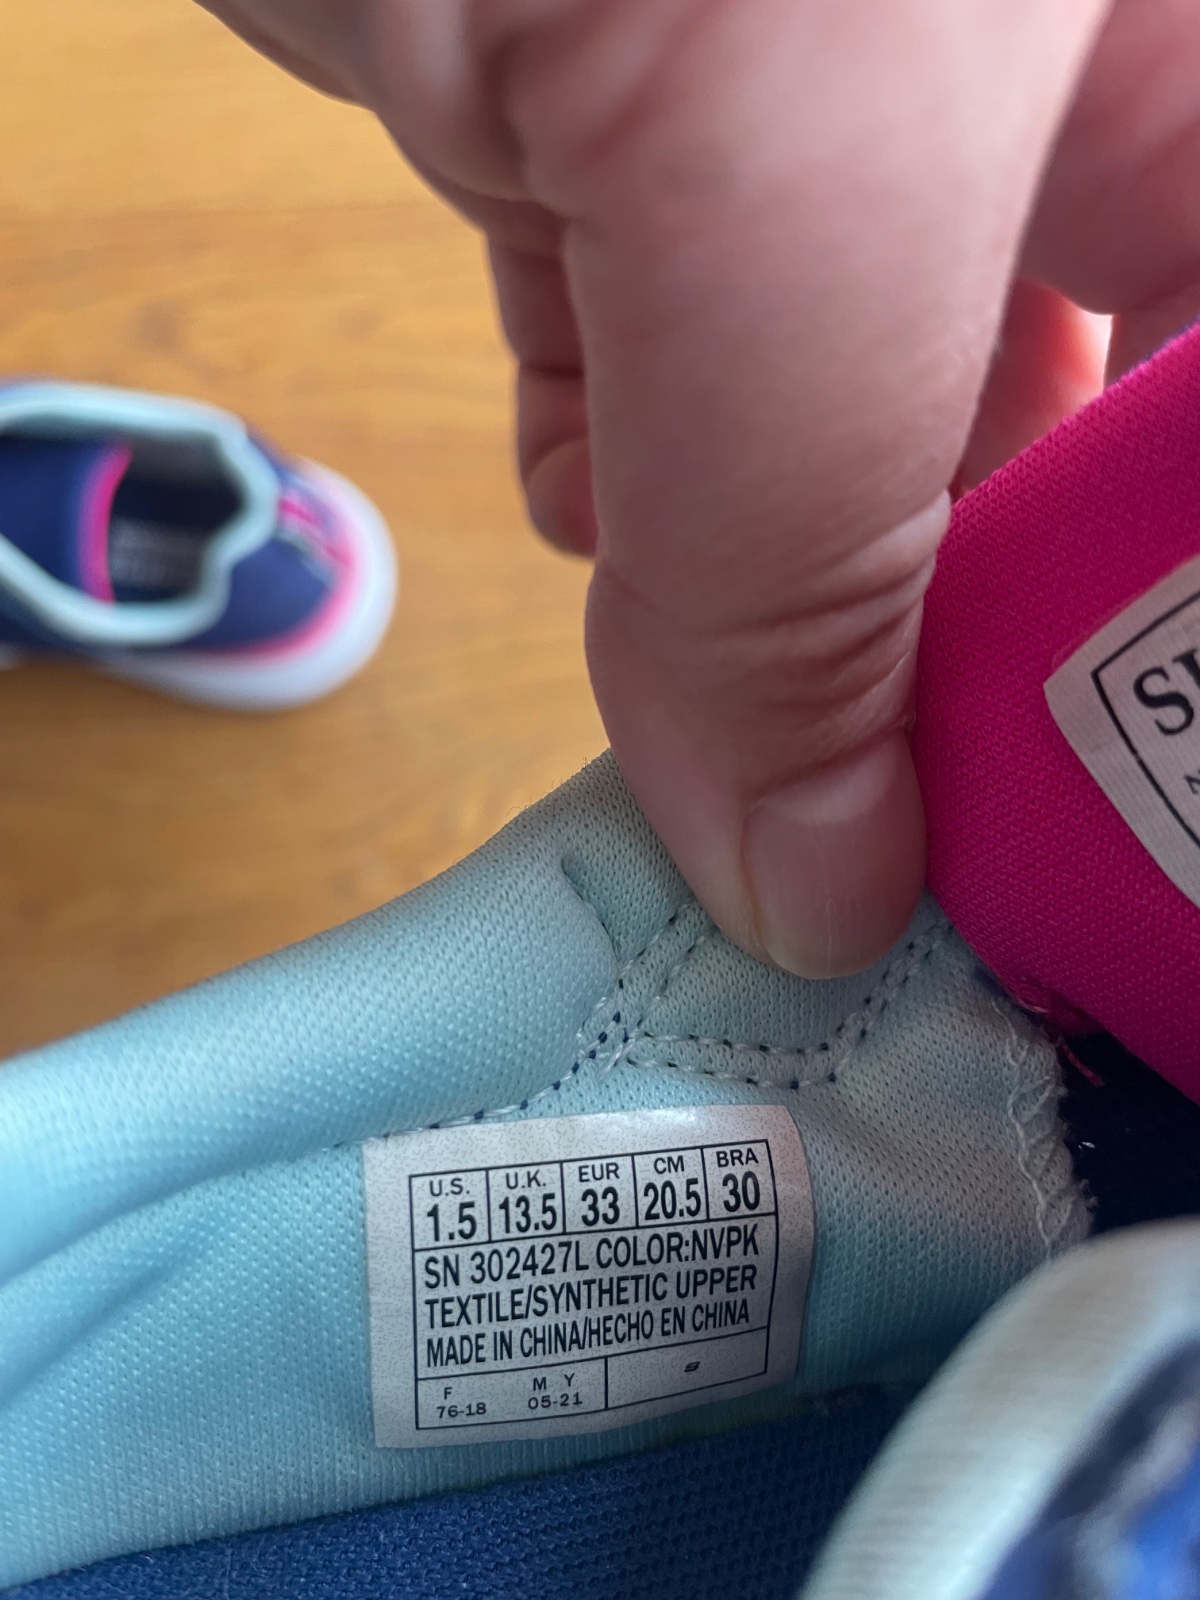 U.S. U.K. EUR CM BRA
1.5 13.5 33 20.5 30
SN 302427L COLOR:NVPK
TEXTILE/SYNTHETIC UPPER
MADE IN CHINA/HECHO EN CHINA
F M Y
76-18 05-21